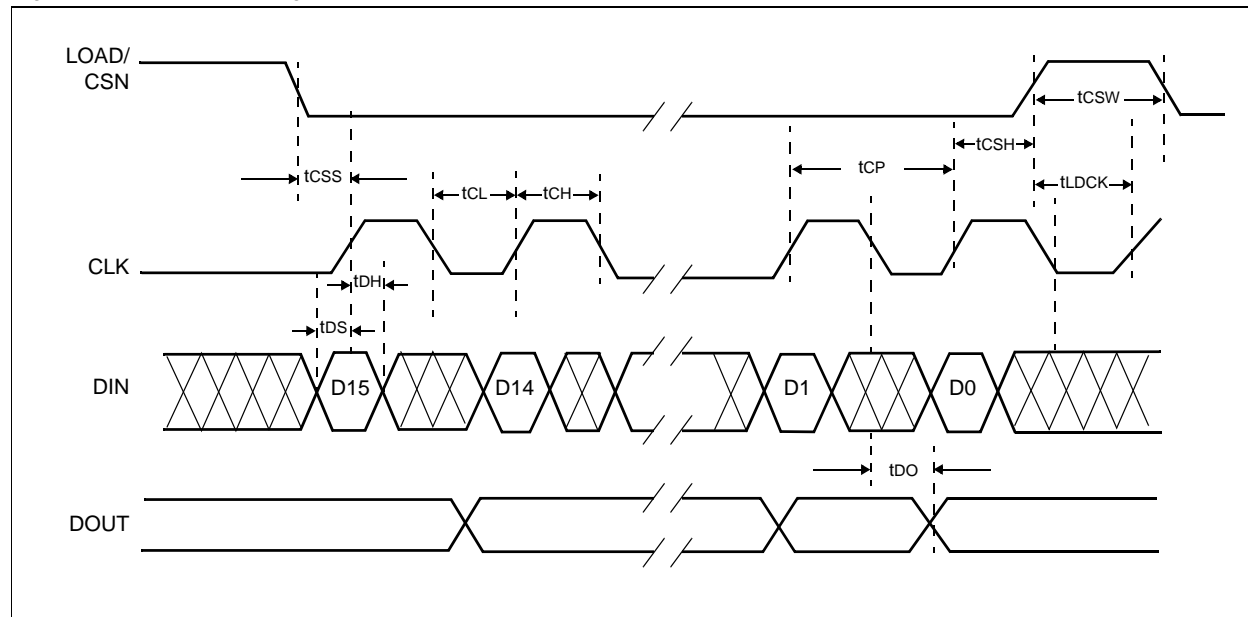 LOAD/
CSN
tCSW
tCSH
tCP
tCSS
tCL
tCH
tLDCK
CLK
tDH
tDS
DIN
D15
D14
D1
D0
tDO
DOUT